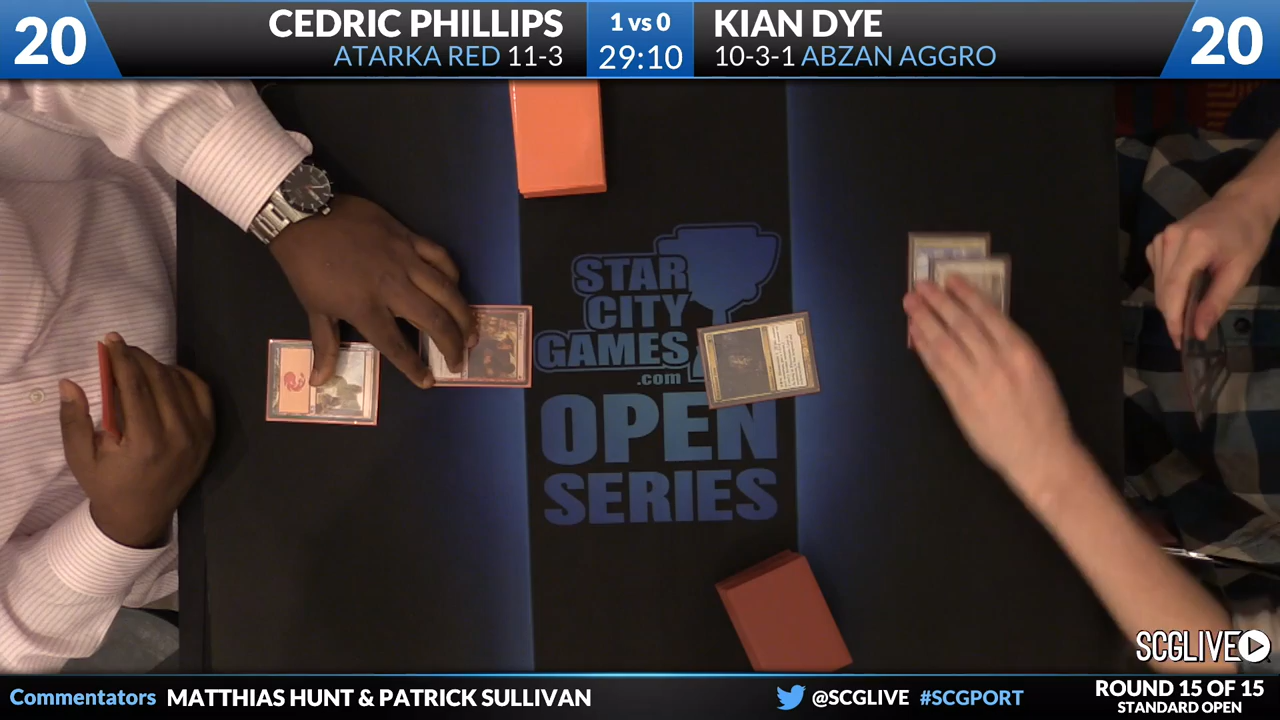 20
CEDRIC PHILLIPS
ATARKA RED 11-3
1 vs 0
29:10
KIAN DYE
10-3-1 ABZAN AGGRO
20
STAR
CITY
GAMES
.com
OPEN
SERIES
SCGLIVE
Commentators MATTHIAS HUNT & PATRICK SULLIVAN
@SCGLIVE #SCGPORT
ROUND 15 OF 15
STANDARD OPEN